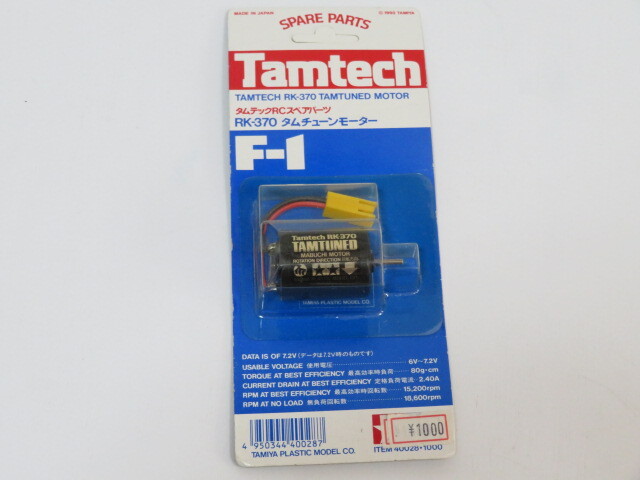 MADE IN JAPAN
SPARE PARTS
© 1992 TAMIYA
Tamtech
TAMTECH RK-370 TAMTUNED MOTOR
タムテックRCスペアパーツ
RK-370 タムチューンモーター
F-1
Tamtech RK-370
TAMTUNED
MABUCHI MOTOR
ROTATION DIRECTION
TAMIYA PLASTIC MODEL CO.
DATA IS OF 7.2V (データは7.2V時のものです)
USABLE VOLTAGE 使用電圧 6V~7.2V
TORQUE AT BEST EFFICIENCY 最高効率時負荷 80g·cm
CURRENT DRAIN AT BEST EFFICIENCY 定格負荷電流 2.40A
RPM AT BEST EFFICIENCY 最高効率時回転数 15,200rpm
RPM AT NO LOAD 無負荷回転数 18,600rpm
¥1000
4 950344 400287
TAMIYA PLASTIC MODEL CO.
ITEM 40028·1000